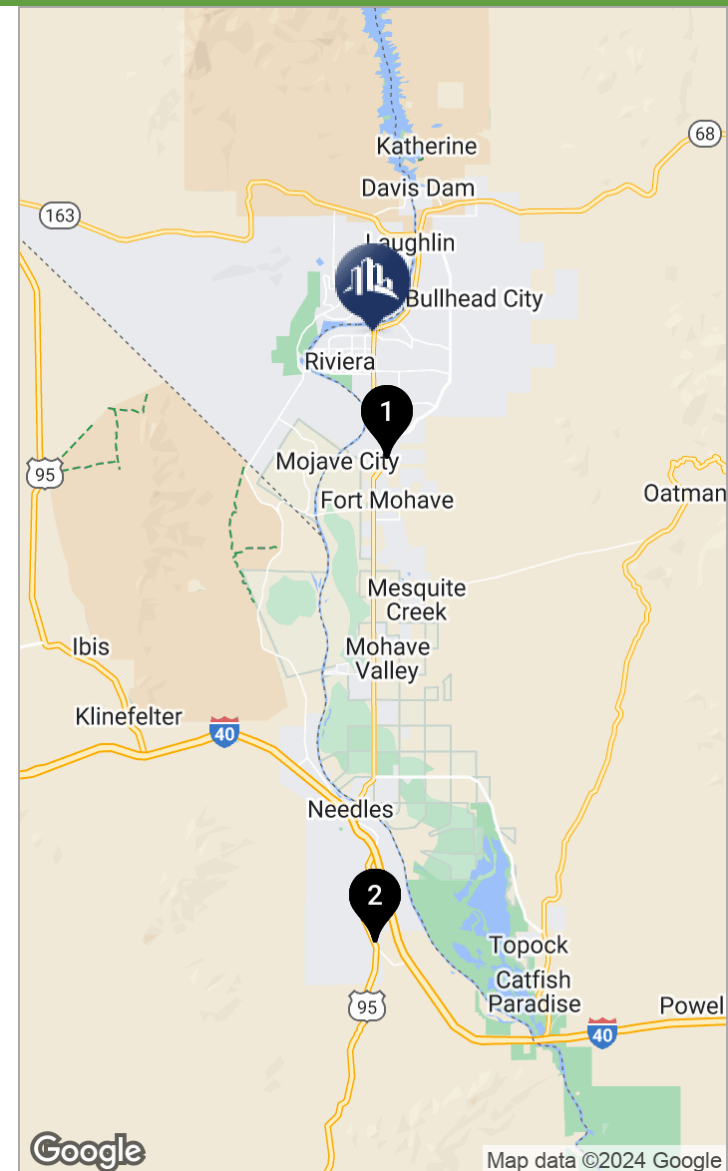 Katherine
68
Davis Dam
163
Laughlin
Bullhead City
Riviera
1
Mojave City
95
Fort Mohave
Oatman
Mesquite
Creek
Ibis
Mohave
Valley
Klinefelter
40
Needles
2
Topock
Catfish
Paradise
95
Powel
40
Google
Map data ©2024 Google